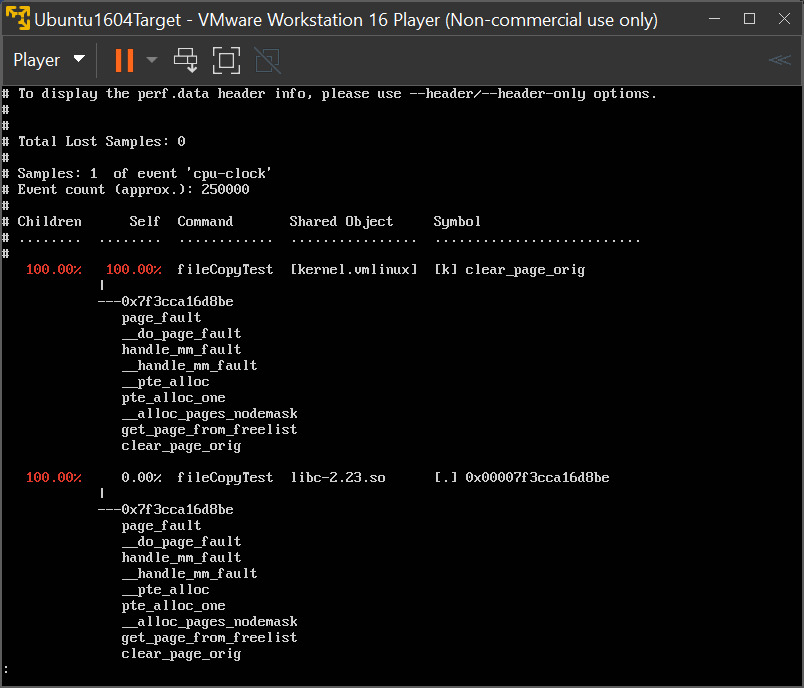 Ubuntu1604Target - VMware Workstation 16 Player (Non-commercial use only)
Player
# To display the perf.data header info, please use --header/--header-only options.
#
#
# Total Lost Samples: 0
#
# Samples: 1  of event 'cpu-clock'
# Event count (approx.): 250000
#
# Children      Self  Command       Shared Object     Symbol
# ........  ........  ............  ................  ..........................
#
   100.00%   100.00%  fileCopyTest  [kernel.vmlinux]  [k] clear_page_orig
            |
            ---0x7f3cca16d8be
               page_fault
               __do_page_fault
               handle_mm_fault
               __handle_mm_fault
               __pte_alloc
               pte_alloc_one
               __alloc_pages_nodemask
               get_page_from_freelist
               clear_page_orig
   100.00%     0.00%  fileCopyTest  libc-2.23.so      [.] 0x00007f3cca16d8be
            |
            ---0x7f3cca16d8be
               page_fault
               __do_page_fault
               handle_mm_fault
               __handle_mm_fault
               __pte_alloc
               pte_alloc_one
               __alloc_pages_nodemask
               get_page_from_freelist
               clear_page_orig
: